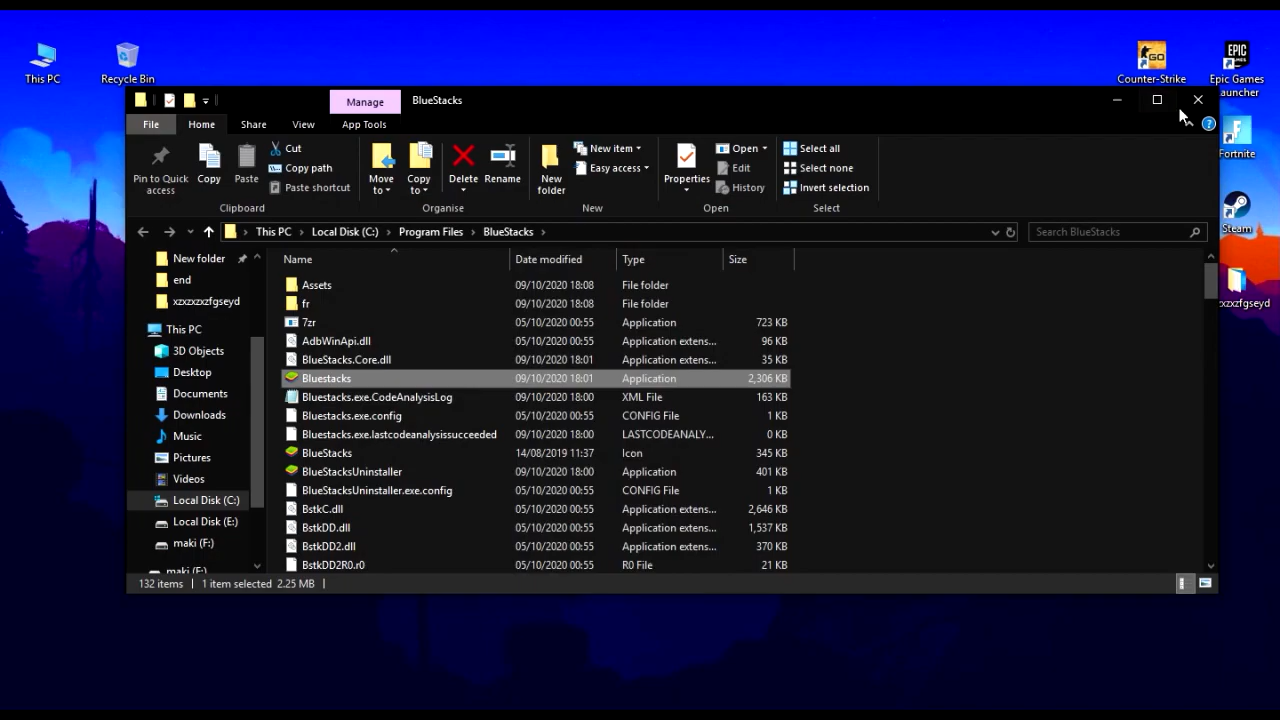 This PC
Recycle Bin
Counter-Strike
Epic Games
auncher
Fortnite
Steam
zxzxfgseyd
Manage
BlueStacks
File
Home
Share
View
App Tools
Pin to Quick
access
Copy
Paste
Cut
Copy path
Paste shortcut
Clipboard
Move
to
Copy
to
Delete
Rename
Organise
New
folder
New item
Easy access
New
Properties
Open
Edit
History
Open
Select all
Select none
Invert selection
Select
This PC > Local Disk (C:) > Program Files > BlueStacks >
Search BlueStacks
New folder
end
xzxzxzxfgseyd
This PC
3D Objects
Desktop
Documents
Downloads
Music
Pictures
Videos
Local Disk (C:)
Local Disk (E:)
maki (F:)
maki (F:)
Name Date modified Type Size
Assets 09/10/2020 18:08 File folder
fr 09/10/2020 18:08 File folder
7zr 05/10/2020 00:55 Application 723 KB
AdbWinApi.dll 05/10/2020 00:55 Application extens... 96 KB
BlueStacks.Core.dll 09/10/2020 18:01 Application extens... 35 KB
Bluestacks 09/10/2020 18:01 Application 2,306 KB
Bluestacks.exe.CodeAnalysisLog 09/10/2020 18:00 XML File 163 KB
Bluestacks.exe.config 05/10/2020 00:55 CONFIG File 1 KB
Bluestacks.exe.lastcodeanalysissucceeded 09/10/2020 18:00 LASTCODEANALY... 0 KB
BlueStacks 14/08/2019 11:37 Icon 345 KB
BlueStacksUninstaller 09/10/2020 18:00 Application 401 KB
BlueStacksUninstaller.exe.config 05/10/2020 00:55 CONFIG File 1 KB
BstkC.dll 05/10/2020 00:55 Application extens... 2,646 KB
BstkDD.dll 05/10/2020 00:55 Application extens... 1,537 KB
BstkDD2.dll 05/10/2020 00:55 Application extens... 370 KB
BstkDD2R0.r0 05/10/2020 00:55 R0 File 21 KB
132 items 1 item selected 2.25 MB